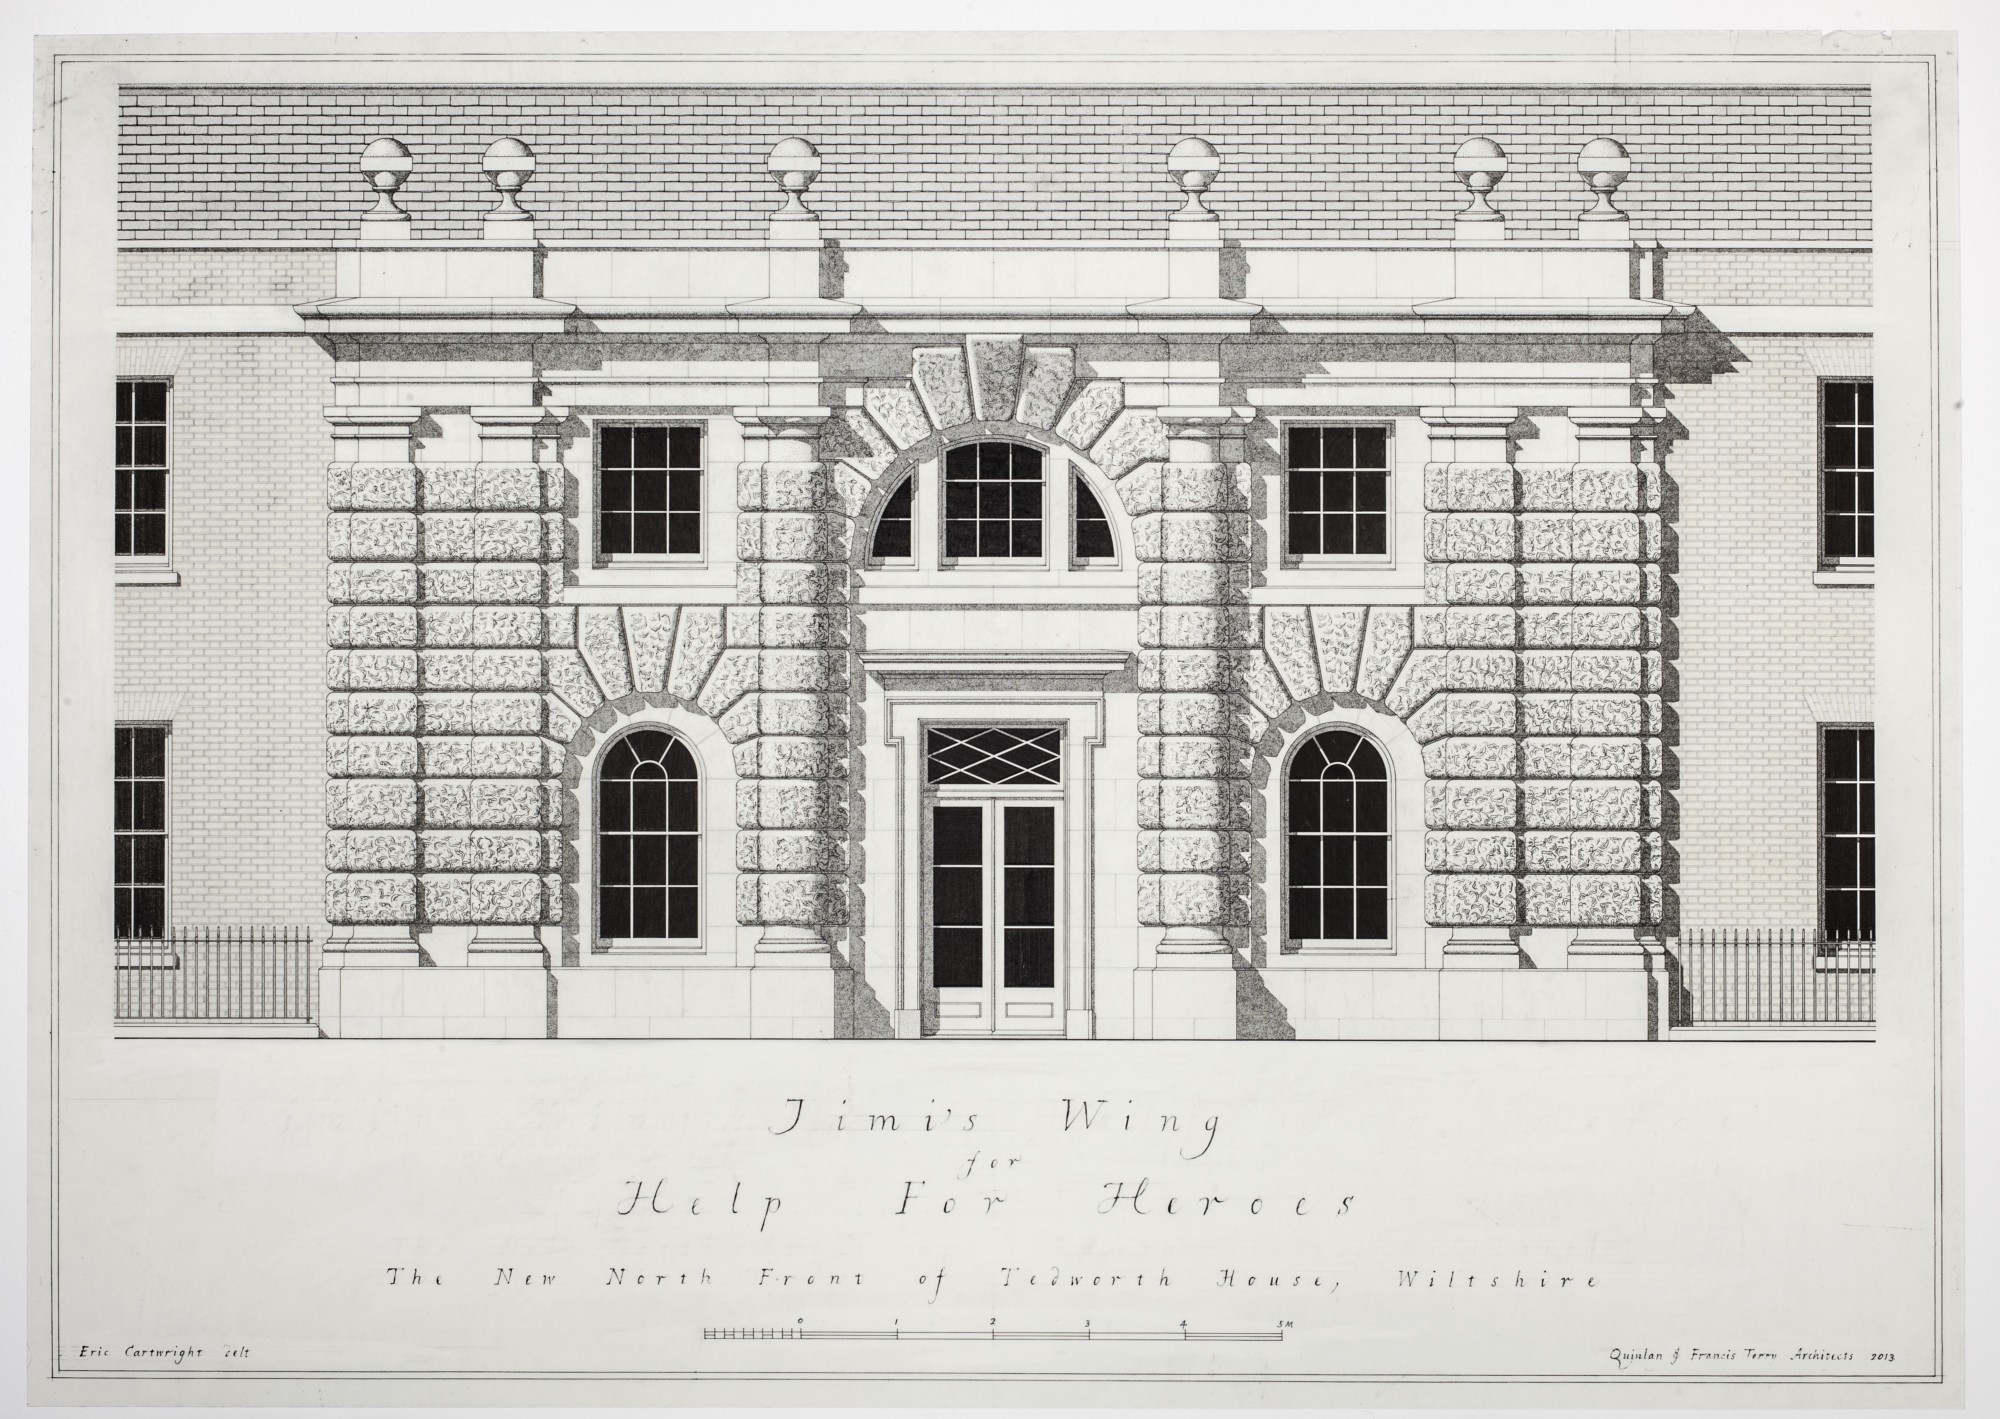 Jimi's Wing
for
Help For Heroes
The New North Front of Tedworth House, Wiltshire
0 1 2 3 4 5M
Eric Cartwright delt
Quinlan & Francis Terry Architects 2013